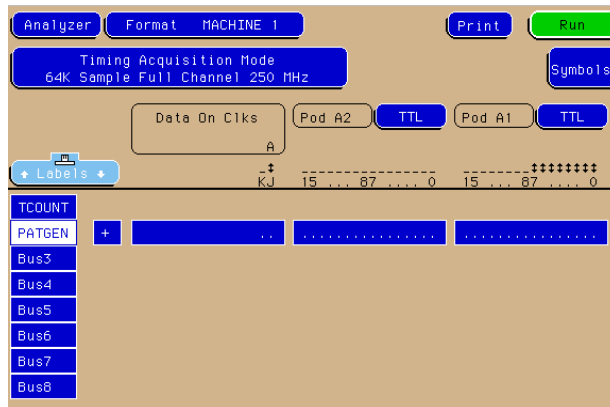 Analyzer Format MACHINE 1 Print Run
Timing Acquisition Mode
64K Sample Full Channel 250 MHz
Symbols
Data On Clks Pod A2 TTL Pod A1 TTL
A
Labels
KJ 15 ... 87 .... 0 15 ... 87 .... 0
TCOUNT
PATGEN + .. ................ ................
Bus3
Bus4
Bus5
Bus6
Bus7
Bus8